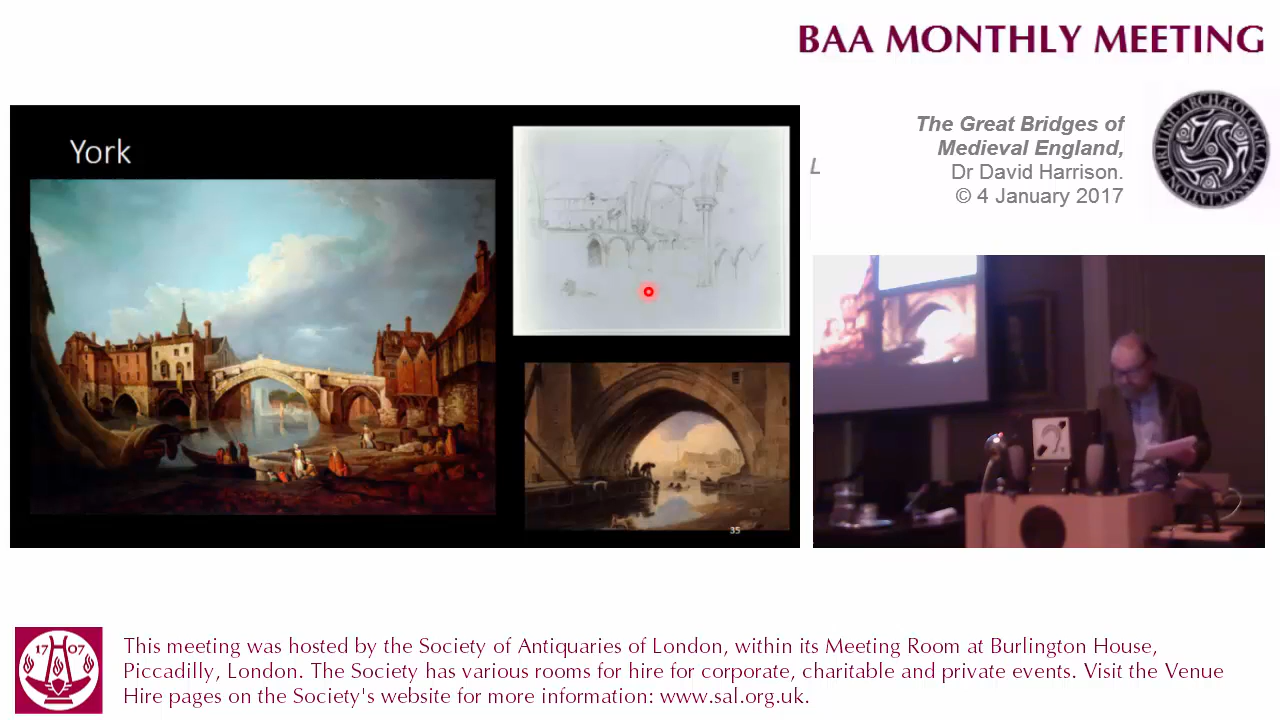 BAA MONTHLY MEETING
The Great Bridges of
Medieval England,
Dr David Harrison.
© 4 January 2017
L
BRITISH · ARCHÆOLOGICAL · ASSOCIATION
York
35
1707
This meeting was hosted by the Society of Antiquaries of London, within its Meeting Room at Burlington House,
Piccadilly, London. The Society has various rooms for hire for corporate, charitable and private events. Visit the Venue
Hire pages on the Society's website for more information: www.sal.org.uk.